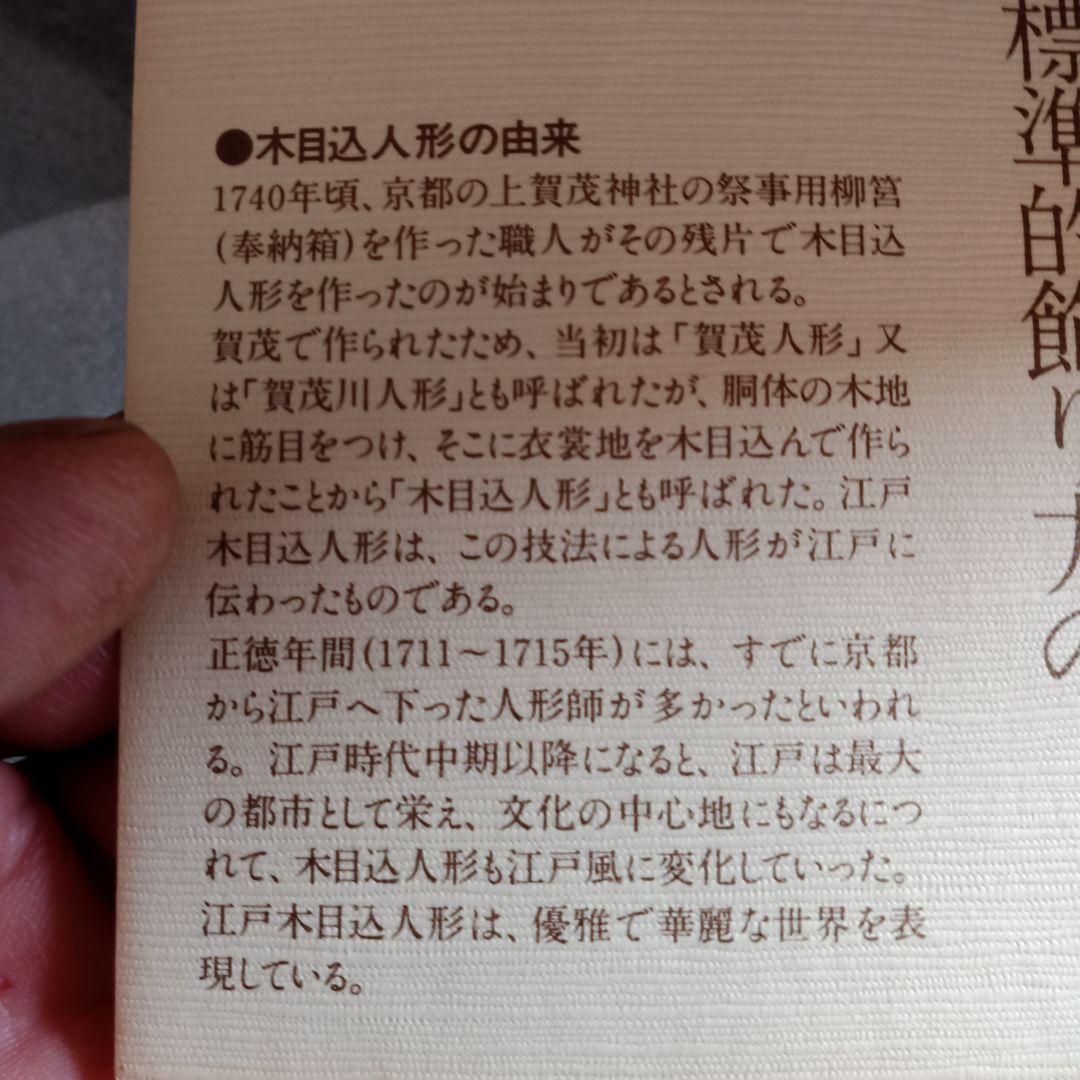 ●木目込人形の由来
1740年頃、京都の上賀茂神社の祭事用柳筥
(奉納箱)を作った職人がその残片で木目込
人形を作ったのが始まりであるとされる。
賀茂で作られたため、当初は「賀茂人形」又
は「賀茂川人形」とも呼ばれたが、胴体の木地
に筋目をつけ、そこに衣裳地を木目込んで作ら
れたことから「木目込人形」とも呼ばれた。江戸
木目込人形は、この技法による人形が江戸に
伝わったものである。
正徳年間(1711〜1715年)には、すでに京都
から江戸へ下った人形師が多かったといわれ
る。江戸時代中期以降になると、江戸は最大
の都市として栄え、文化の中心地にもなるにつ
れて、木目込人形も江戸風に変化していった。
江戸木目込人形は、優雅で華麗な世界を表
現している。
標準的飾り方の